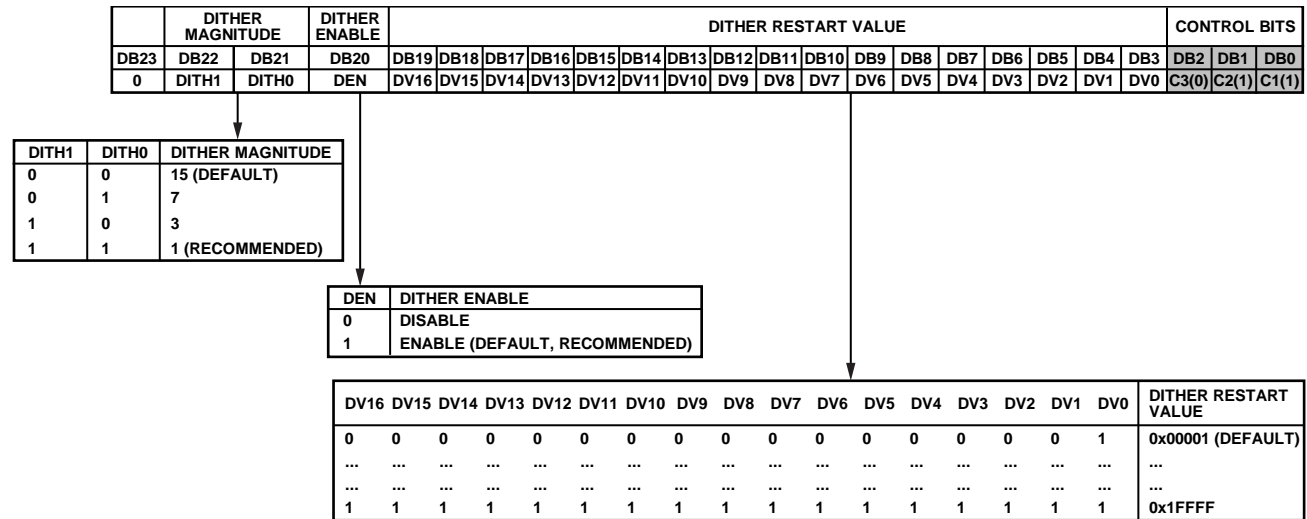 DITHER MAGNITUDE DITHER ENABLE DITHER RESTART VALUE CONTROL BITS
DB23 DB22 DB21 DB20 DB19 DB18 DB17 DB16 DB15 DB14 DB13 DB12 DB11 DB10 DB9 DB8 DB7 DB6 DB5 DB4 DB3 DB2 DB1 DB0
0 DITH1 DITH0 DEN DV16 DV15 DV14 DV13 DV12 DV11 DV10 DV9 DV8 DV7 DV6 DV5 DV4 DV3 DV2 DV1 DV0 C3(0) C2(1) C1(1)
DITH1 DITH0 DITHER MAGNITUDE
0 0 15 (DEFAULT)
0 1 7
1 0 3
1 1 1 (RECOMMENDED)
DEN DITHER ENABLE
0 DISABLE
1 ENABLE (DEFAULT, RECOMMENDED)
DV16 DV15 DV14 DV13 DV12 DV11 DV10 DV9 DV8 DV7 DV6 DV5 DV4 DV3 DV2 DV1 DV0 DITHER RESTART VALUE
0 0 0 0 0 0 0 0 0 0 0 0 0 0 0 0 1 0x00001 (DEFAULT)
... ... ... ... ... ... ... ... ... ... ... ... ... ... ... ... ... ...
... ... ... ... ... ... ... ... ... ... ... ... ... ... ... ... ... ...
1 1 1 1 1 1 1 1 1 1 1 1 1 1 1 1 1 0x1FFFF